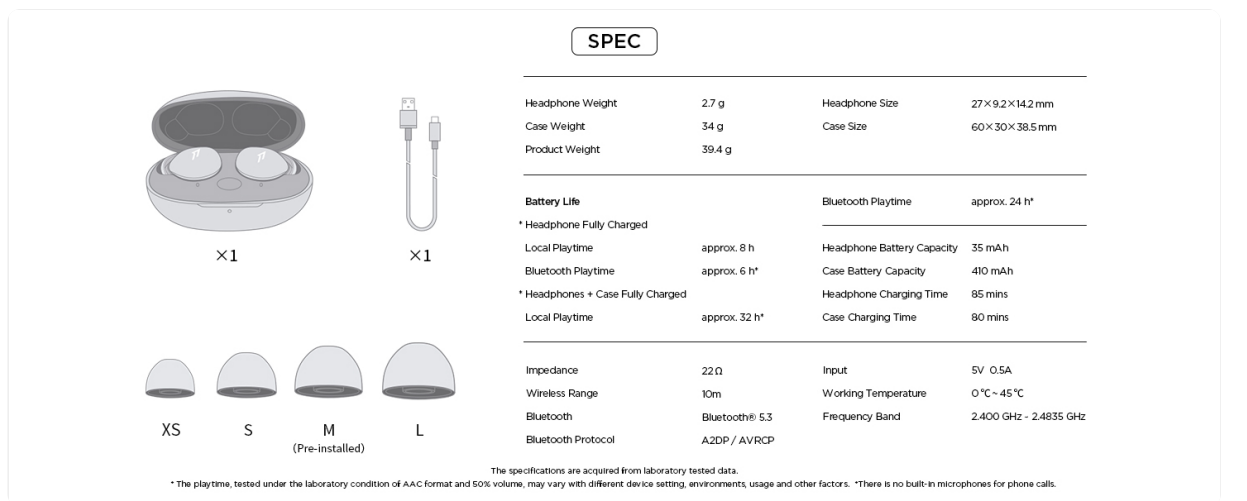 SPEC
Headphone Weight 2.7 g Headphone Size 27×9.2×14.2 mm
Case Weight 34 g Case Size 60×30×38.5 mm
Product Weight 39.4 g
Battery Life Bluetooth Playtime approx. 24 h*
* Headphone Fully Charged
Local Playtime approx. 8 h Headphone Battery Capacity 35 mAh
Bluetooth Playtime approx. 6 h* Case Battery Capacity 410 mAh
* Headphones + Case Fully Charged Headphone Charging Time 85 mins
Local Playtime approx. 32 h* Case Charging Time 80 mins
Impedance 22 Ω Input 5V 0.5A
Wireless Range 10m Working Temperature 0 ℃ ~ 45 ℃
Bluetooth Bluetooth® 5.3 Frequency Band 2.400 GHz - 2.4835 GHz
Bluetooth Protocol A2DP / AVRCP
×1 ×1
XS S M L
(Pre-installed)
The specifications are acquired from laboratory tested data.
* The playtime, tested under the laboratory condition of AAC format and 50% volume, may vary with different device setting, environments, usage and other factors. *There is no built-in microphones for phone calls.